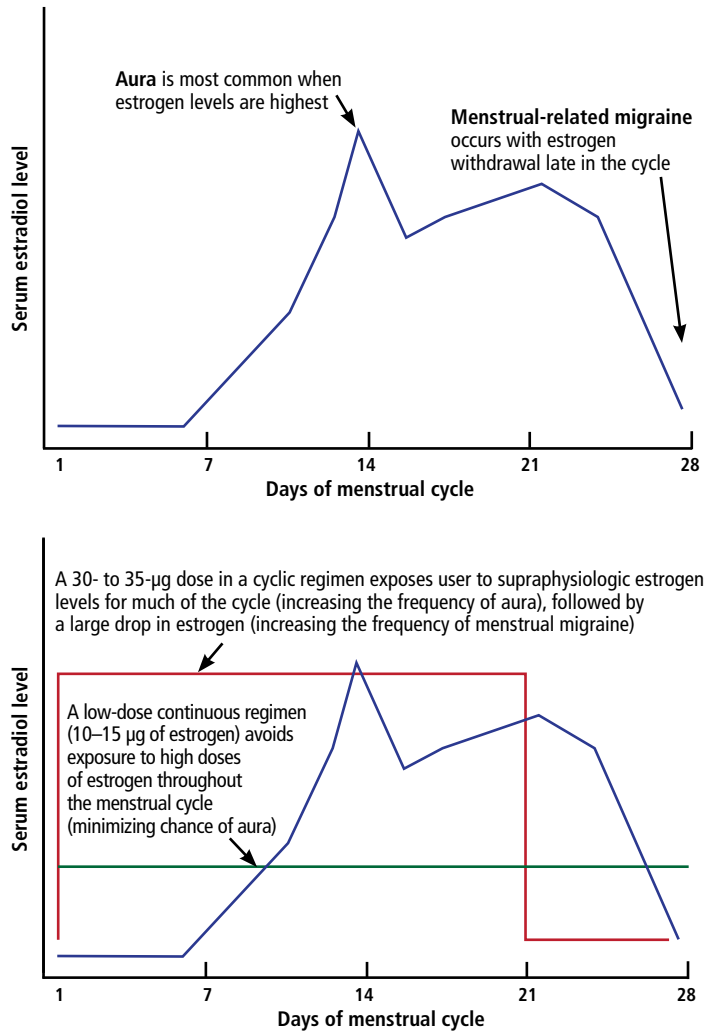 Aura is most common when
estrogen levels are highest
Menstrual-related migraine
occurs with estrogen
withdrawal late in the cycle
Serum estradiol level
1 7 14 21 28
Days of menstrual cycle
A 30- to 35-µg dose in a cyclic regimen exposes user to supraphysiologic estrogen
levels for much of the cycle (increasing the frequency of aura), followed by
a large drop in estrogen (increasing the frequency of menstrual migraine)
A low-dose continuous regimen
(10–15 µg of estrogen) avoids
exposure to high doses
of estrogen throughout
the menstrual cycle
(minimizing chance of aura)
Serum estradiol level
1 7 14 21 28
Days of menstrual cycle